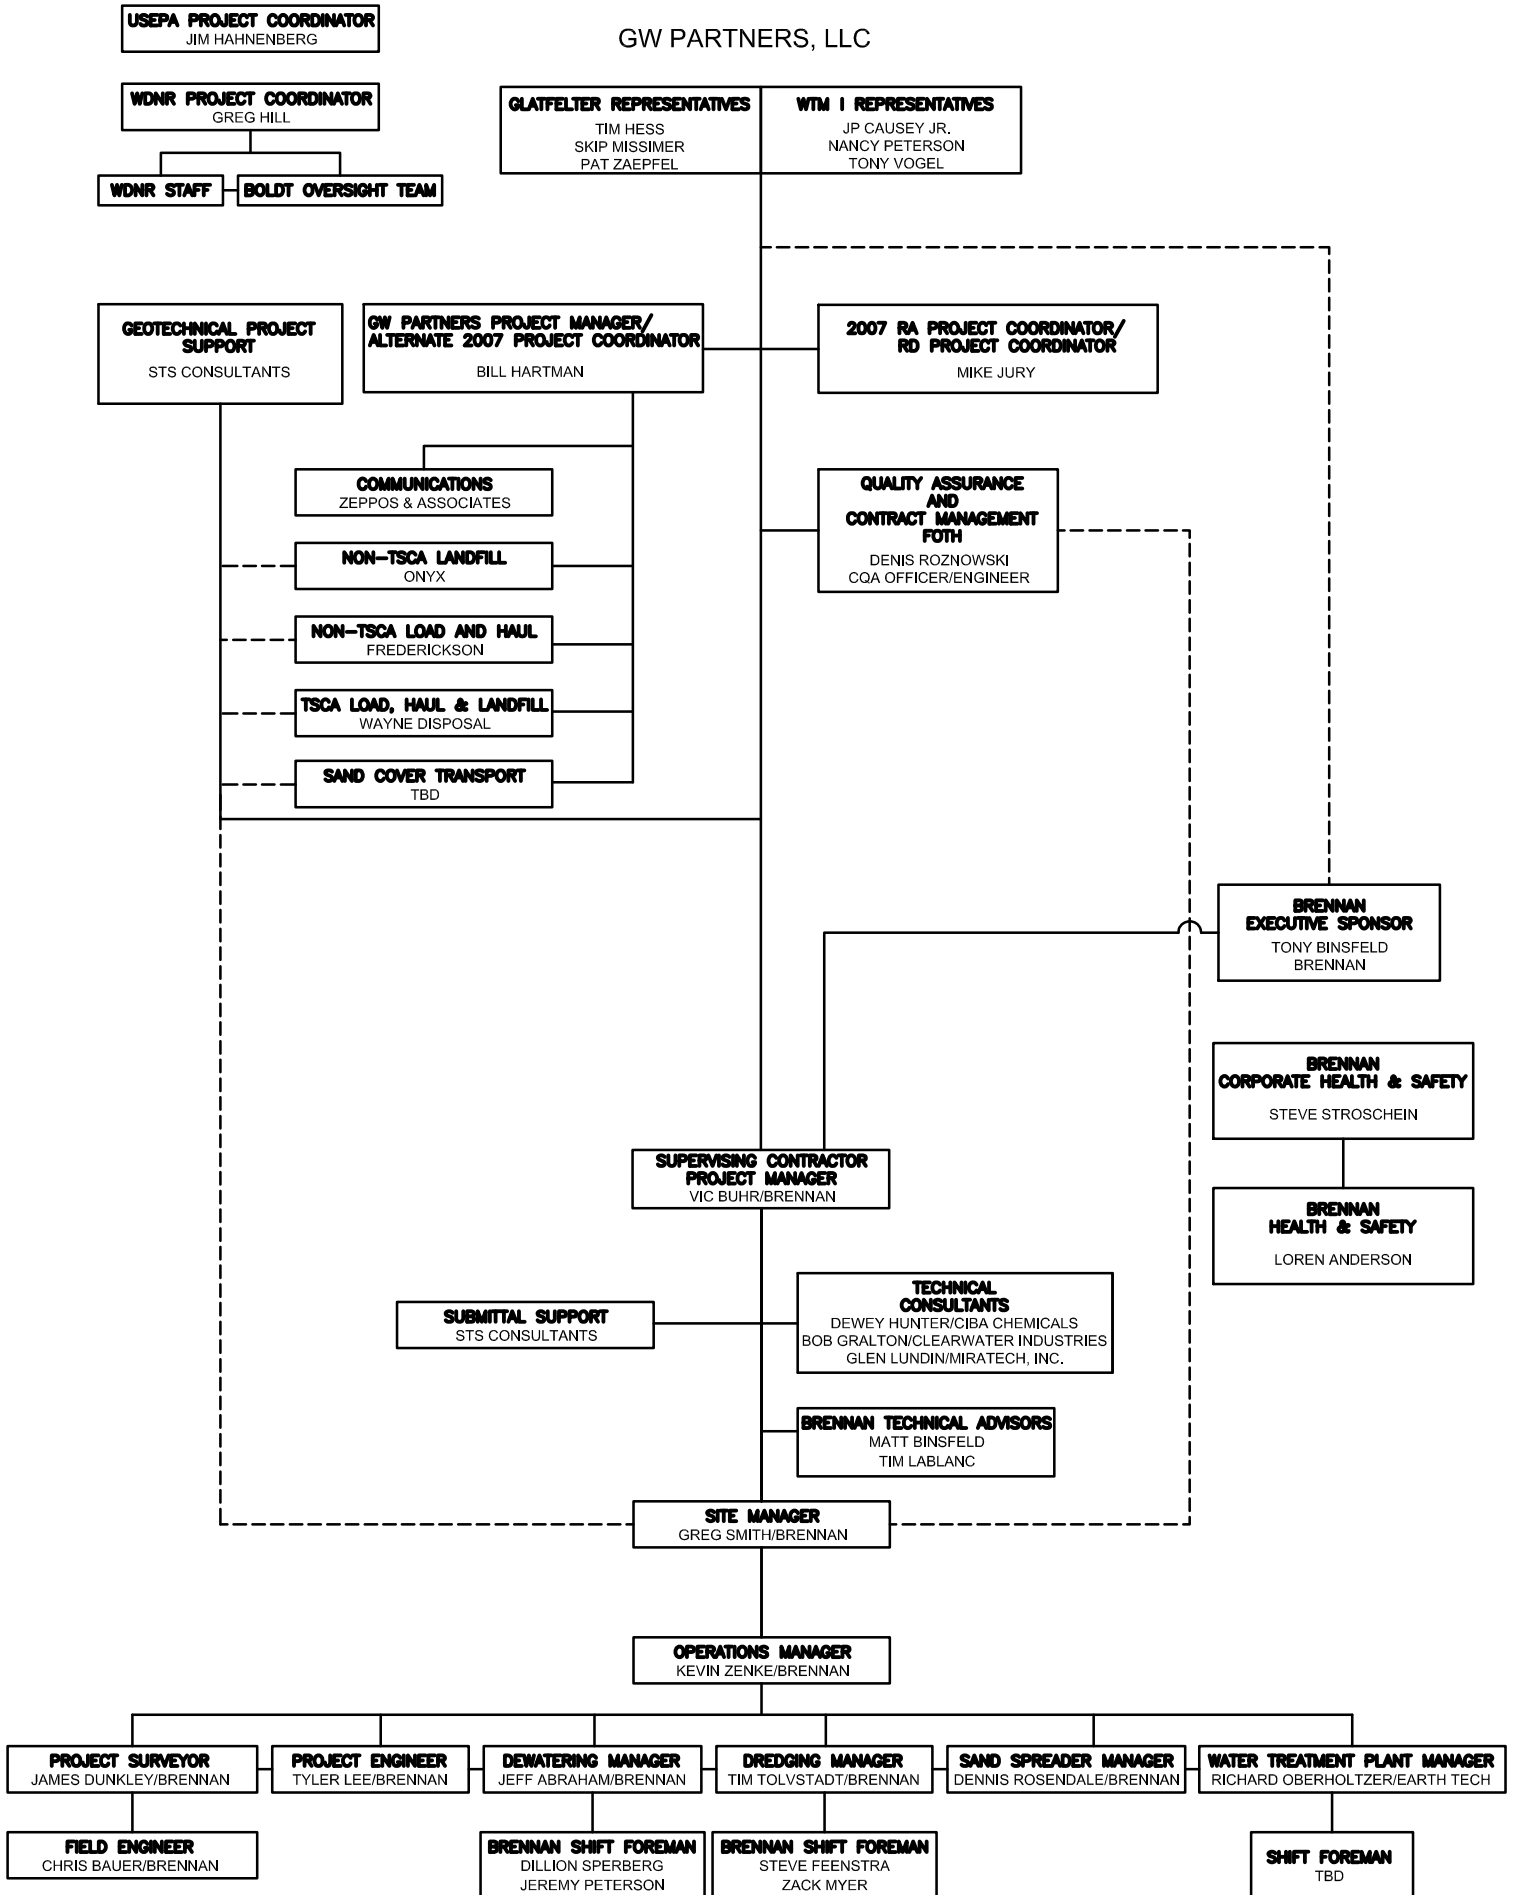 USEPA PROJECT COORDINATOR
JIM HAHNENBERG
GW PARTNERS, LLC
WDNR PROJECT COORDINATOR
GREG HILL
WDNR STAFF
BOLDT OVERSIGHT TEAM
GLATFELTER REPRESENTATIVES
TIM HESS
SKIP MISSIMER
PAT ZAEPFEL
WTM I REPRESENTATIVES
JP CAUSEY JR.
NANCY PETERSON
TONY VOGEL
GEOTECHNICAL PROJECT
SUPPORT
STS CONSULTANTS
GW PARTNERS PROJECT MANAGER/
ALTERNATE 2007 PROJECT COORDINATOR
BILL HARTMAN
2007 RA PROJECT COORDINATOR/
RD PROJECT COORDINATOR
MIKE JURY
COMMUNICATIONS
ZEPPOS & ASSOCIATES
NON-TSCA LANDFILL
ONYX
NON-TSCA LOAD AND HAUL
FREDERICKSON
TSCA LOAD, HAUL & LANDFILL
WAYNE DISPOSAL
SAND COVER TRANSPORT
TBD
QUALITY ASSURANCE
AND
CONTRACT MANAGEMENT
FOTH
DENIS ROZNOWSKI
CQA OFFICER/ENGINEER
BRENNAN
EXECUTIVE SPONSOR
TONY BINSFELD
BRENNAN
BRENNAN
CORPORATE HEALTH & SAFETY
STEVE STROSCHEIN
BRENNAN
HEALTH & SAFETY
LOREN ANDERSON
SUPERVISING CONTRACTOR
PROJECT MANAGER
VIC BUHR/BRENNAN
SUBMITTAL SUPPORT
STS CONSULTANTS
TECHNICAL
CONSULTANTS
DEWEY HUNTER/CIBA CHEMICALS
BOB GRALTON/CLEARWATER INDUSTRIES
GLEN LUNDIN/MIRATECH, INC.
BRENNAN TECHNICAL ADVISORS
MATT BINSFELD
TIM LABLANC
SITE MANAGER
GREG SMITH/BRENNAN
OPERATIONS MANAGER
KEVIN ZENKE/BRENNAN
PROJECT SURVEYOR
JAMES DUNKLEY/BRENNAN
PROJECT ENGINEER
TYLER LEE/BRENNAN
DEWATERING MANAGER
JEFF ABRAHAM/BRENNAN
DREDGING MANAGER
TIM TOLVSTADT/BRENNAN
SAND SPREADER MANAGER
DENNIS ROSENDALE/BRENNAN
WATER TREATMENT PLANT MANAGER
RICHARD OBERHOLTZER/EARTH TECH
FIELD ENGINEER
CHRIS BAUER/BRENNAN
BRENNAN SHIFT FOREMAN
DILLION SPERBERG
JEREMY PETERSON
BRENNAN SHIFT FOREMAN
STEVE FEENSTRA
ZACK MYER
SHIFT FOREMAN
TBD